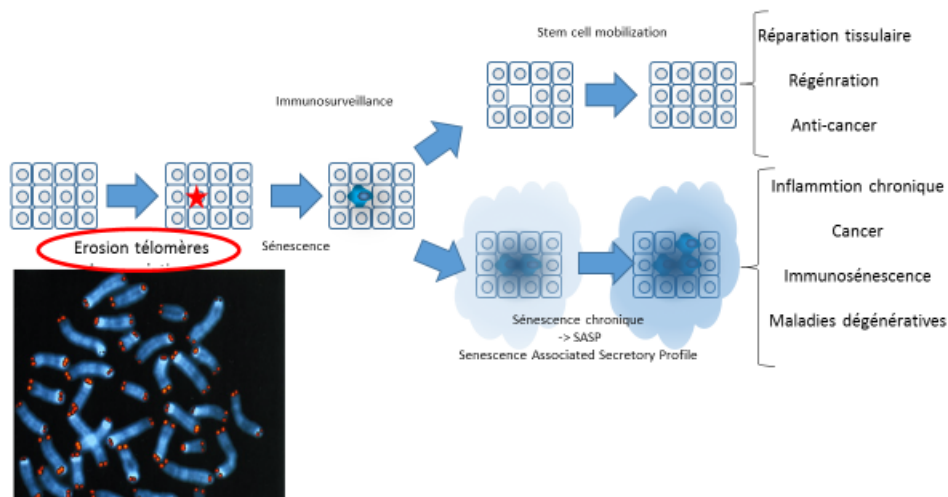 Stem cell mobilization
Réparation tissulaire
Régénration
Anti-cancer
Immunosurveillance
Erosion télomères
Sénescence
Inflammtion chronique
Cancer
Immunosénescence
Maladies dégénératives
Sénescence chronique
-> SASP
Senescence Associated Secretory Profile